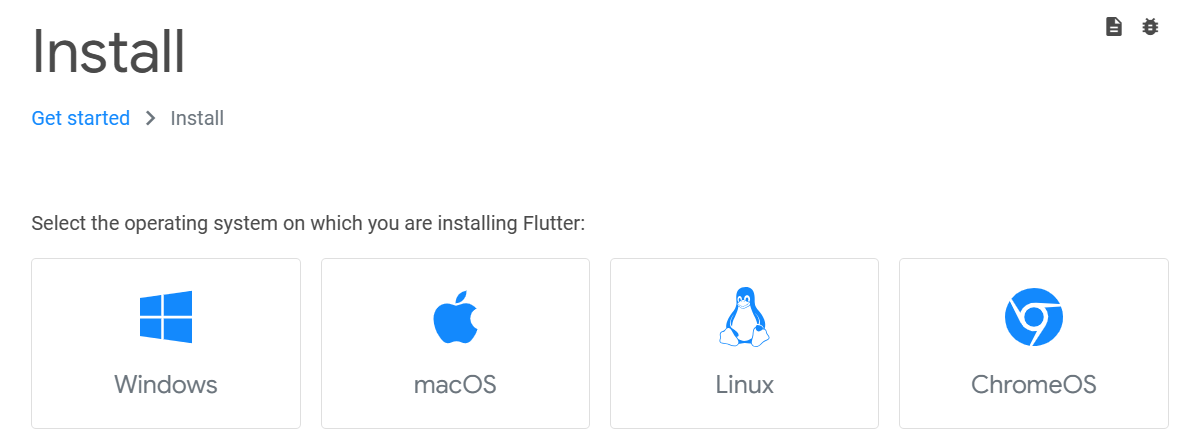 Install
Get started > Install
Select the operating system on which you are installing Flutter:
Windows
macOS
Linux
ChromeOS